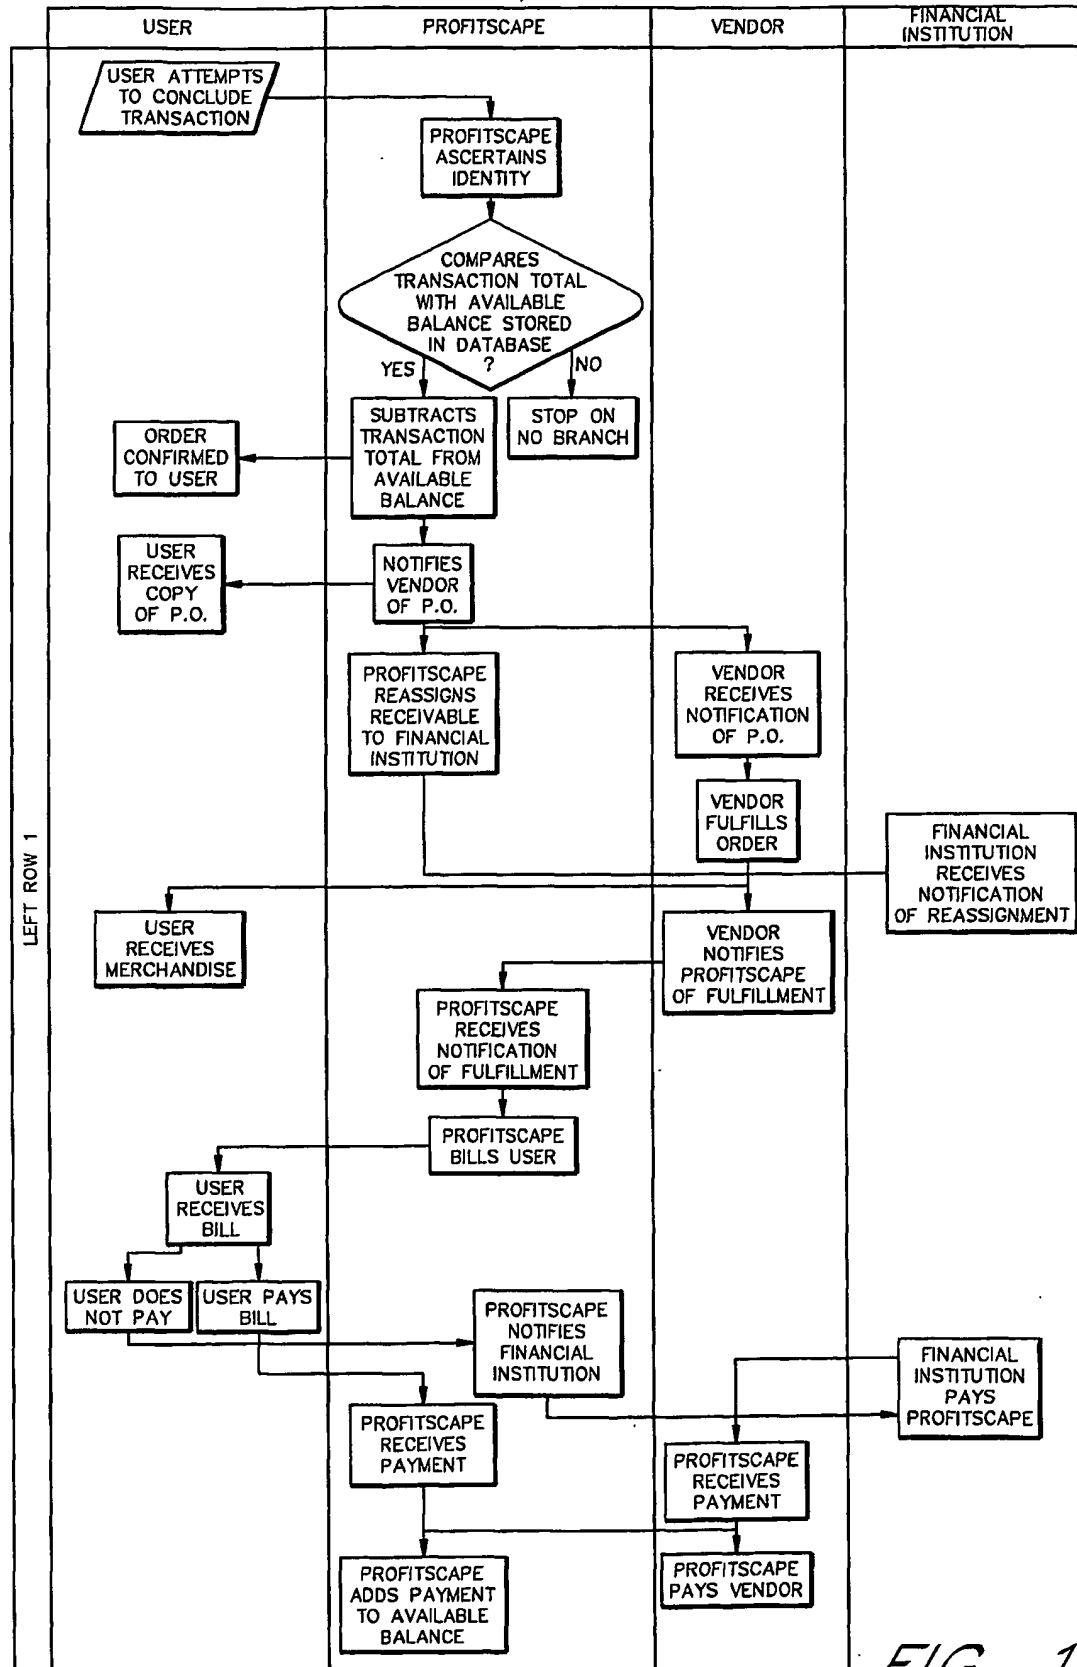 USER
PROFITSCAPE
VENDOR
FINANCIAL
INSTITUTION
LEFT ROW 1
USER ATTEMPTS
TO CONCLUDE
TRANSACTION
PROFITSCAPE
ASCERTAINS
IDENTITY
COMPARES
TRANSACTION TOTAL
WITH AVAILABLE
BALANCE STORED
IN DATABASE
?
YES
NO
SUBTRACTS
TRANSACTION
TOTAL FROM
AVAILABLE
BALANCE
STOP ON
NO BRANCH
ORDER
CONFIRMED
TO USER
USER
RECEIVES
COPY
OF P.O.
NOTIFIES
VENDOR
OF P.O.
PROFITSCAPE
REASSIGNS
RECEIVABLE
TO FINANCIAL
INSTITUTION
VENDOR
RECEIVES
NOTIFICATION
OF P.O.
VENDOR
FULFILLS
ORDER
FINANCIAL
INSTITUTION
RECEIVES
NOTIFICATION
OF REASSIGNMENT
USER
RECEIVES
MERCHANDISE
VENDOR
NOTIFIES
PROFITSCAPE
OF FULFILLMENT
PROFITSCAPE
RECEIVES
NOTIFICATION
OF FULFILLMENT
PROFITSCAPE
BILLS USER
USER
RECEIVES
BILL
USER DOES
NOT PAY
USER PAYS
BILL
PROFITSCAPE
NOTIFIES
FINANCIAL
INSTITUTION
FINANCIAL
INSTITUTION
PAYS
PROFITSCAPE
PROFITSCAPE
RECEIVES
PAYMENT
PROFITSCAPE
RECEIVES
PAYMENT
PROFITSCAPE
ADDS PAYMENT
TO AVAILABLE
BALANCE
PROFITSCAPE
PAYS VENDOR
FIG. 1